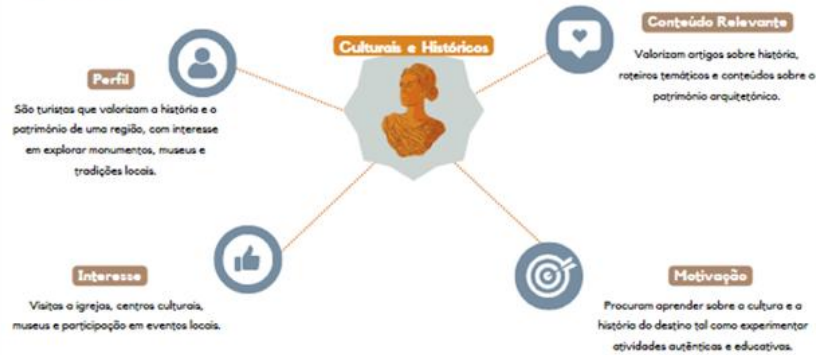 Culturais e Históricos
Perfil
São turistas que valorizam a história e o
património de uma região, com interesse
em explorar monumentos, museus e
tradições locais.
Conteúdo Relevante
Valorizam artigos sobre história,
roteiros temáticos e conteúdos sobre o
património arquitetónico.
Interesse
Visitas a igrejas, centros culturais,
museus e participação em eventos locais.
Motivação
Procuram aprender sobre a cultura e a
história do destino tal como experimentar
atividades autênticas e educativas.